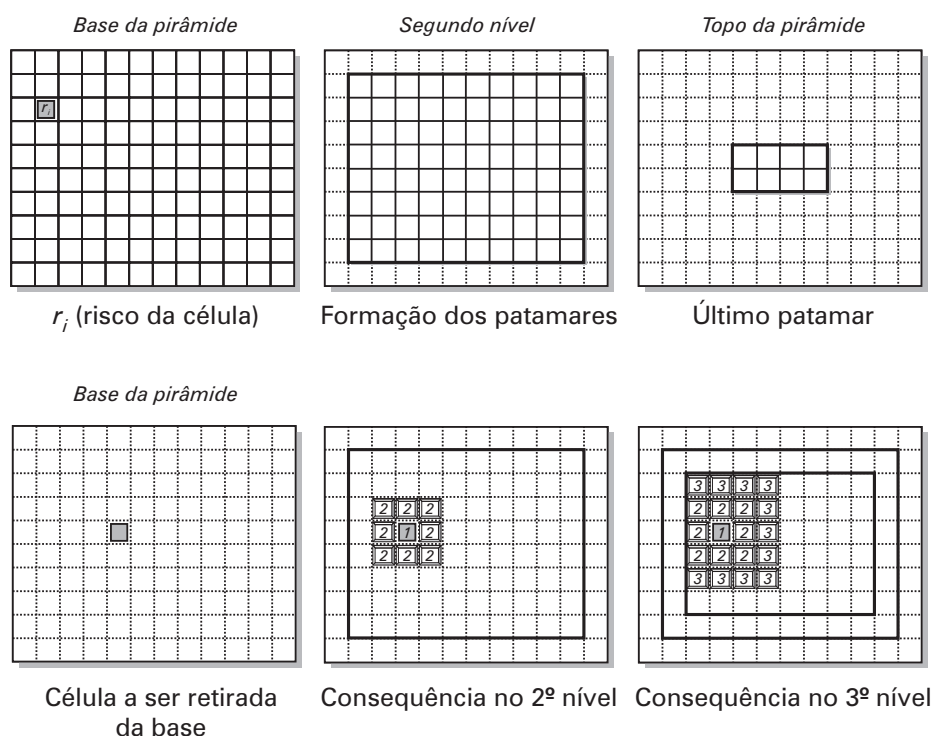 Base da pirâmide
Segundo nível
Topo da pirâmide
r_i
r_i (risco da célula)
Formação dos patamares
Último patamar
Base da pirâmide
2 2 2
2 1 2
2 2 2
3 3 3 3
2 2 2 3
2 1 2 3
2 2 2 3
3 3 3 3
Célula a ser retirada
da base
Consequência no 2º nível
Consequência no 3º nível